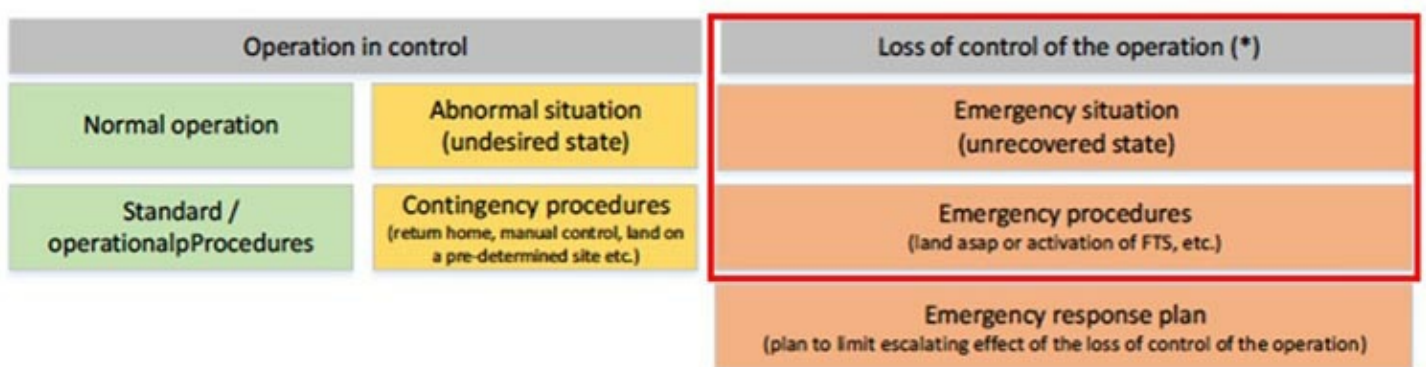 Operation in control
Loss of control of the operation (*)
Normal operation
Abnormal situation
(undesired state)
Emergency situation
(unrecovered state)
Standard /
operationalpProcedures
Contingency procedures
(return home, manual control, land on
a pre-determined site etc.)
Emergency procedures
(land asap or activation of FTS, etc.)
Emergency response plan
(plan to limit escalating effect of the loss of control of the operation)